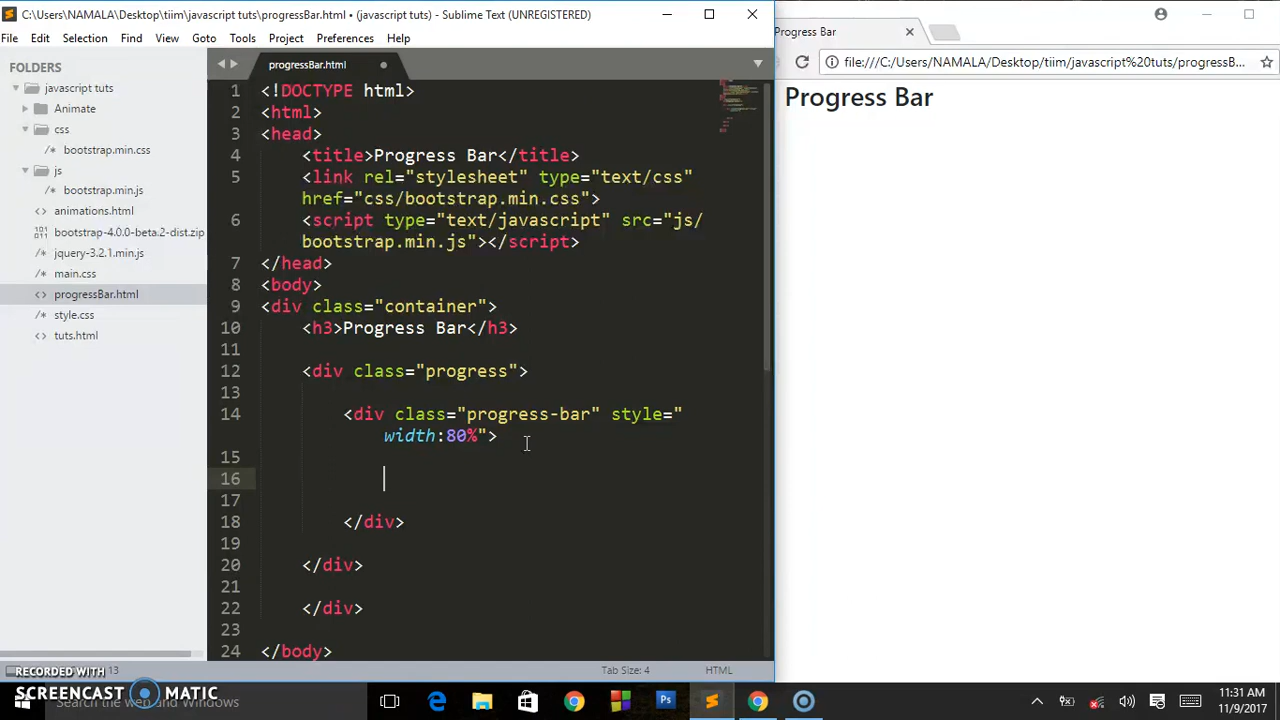 C:\Users\NAMALA\Desktop\tiim\javascript tuts\progressBar.html • (javascript tuts) - Sublime Text (UNREGISTERED)
File Edit Selection Find View Goto Tools Project Preferences Help
FOLDERS
javascript tuts
Animate
css
bootstrap.min.css
js
bootstrap.min.js
animations.html
bootstrap-4.0.0-beta.2-dist.zip
jquery-3.2.1.min.js
main.css
progressBar.html
style.css
tuts.html
progressBar.html
1 <!DOCTYPE html>
2 <html>
3 <head>
4 <title>Progress Bar</title>
5 <link rel="stylesheet" type="text/css"
href="css/bootstrap.min.css">
6 <script type="text/javascript" src="js/
bootstrap.min.js"></script>
7 </head>
8 <body>
9 <div class="container">
10 <h3>Progress Bar</h3>
11
12 <div class="progress">
13
14 <div class="progress-bar" style="
width:80%">
15
16
17
18 </div>
19
20 </div>
21
22 </div>
23
24 </body>
13
Tab Size: 4
HTML
Progress Bar
file:///C:/Users/NAMALA/Desktop/tiim/javascript%20tuts/progressB...
Progress Bar
RECORDED WITH
SCREENCAST MATIC
Search the web and Windows
11:31 AM
11/9/2017